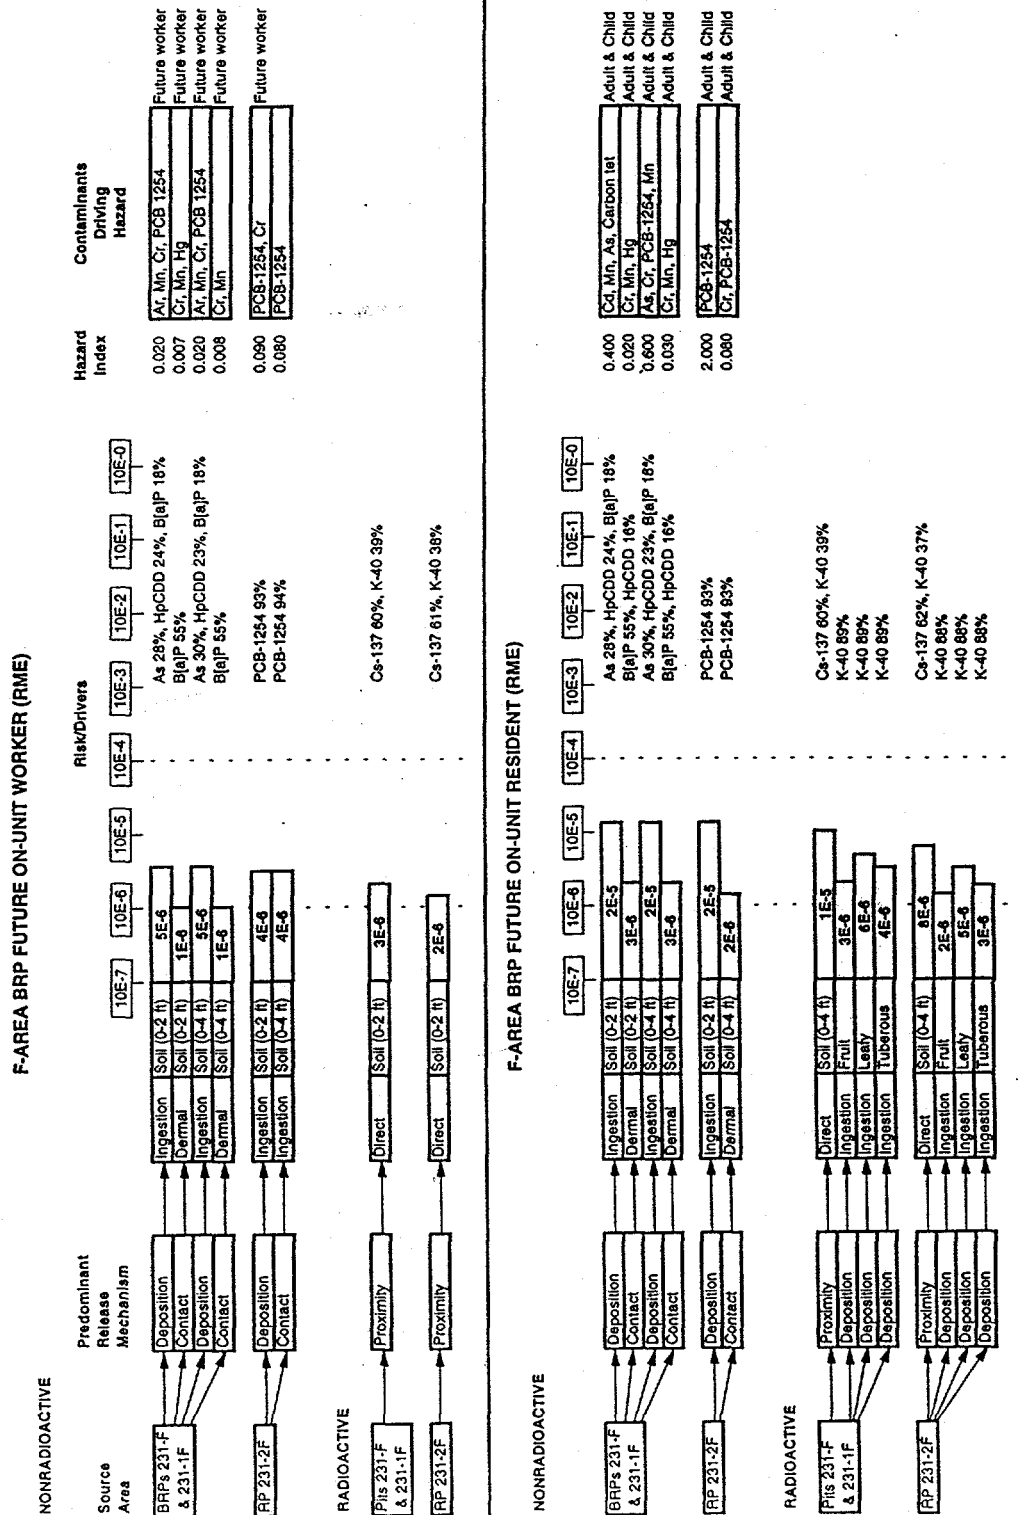 F-AREA BRP FUTURE ON-UNIT WORKER (RME)
NONRADIOACTIVE
Source Area
Predominant Release Mechanism
Risk/Drivers
Hazard Index
Contaminants Driving Hazard
10E-7 10E-6 10E-5 10E-4 10E-3 10E-2 10E-1 10E-0
BRPs 231-F & 231-1F
Deposition Ingestion Soil (0-2 ft) 5E-6 As 28%, HpCDD 24%, B[a]P 18% 0.020 Ar, Mn, Cr, PCB 1254 Future worker
Contact Dermal Soil (0-2 ft) 1E-6 B[a]P 55% 0.007 Cr, Mn, Hg Future worker
Deposition Ingestion Soil (0-4 ft) 5E-6 As 30%, HpCDD 23%, B[a]P 18% 0.020 Ar, Mn, Cr, PCB 1254 Future worker
Contact Dermal Soil (0-4 ft) 1E-6 B[a]P 55% 0.008 Cr, Mn Future worker
RP 231-2F
Deposition Ingestion Soil (0-2 ft) 4E-6 PCB-1254 93% 0.090 PCB-1254, Cr Future worker
Contact Ingestion Soil (0-4 ft) 4E-6 PCB-1254 94% 0.080 PCB-1254
RADIOACTIVE
Pits 231-F & 231-1F
Proximity Direct Soil (0-2 ft) 3E-6 Cs-137 60%, K-40 39%
RP 231-2F
Proximity Direct Soil (0-2 ft) 2E-6 Cs-137 61%, K-40 38%
F-AREA BRP FUTURE ON-UNIT RESIDENT (RME)
NONRADIOACTIVE
10E-7 10E-6 10E-5 10E-4 10E-3 10E-2 10E-1 10E-0
BRPs 231-F & 231-1F
Deposition Ingestion Soil (0-2 ft) 2E-5 As 28%, HpCDD 24%, B[a]P 18% 0.400 Cd, Mn, As, Carbon tet Adult & Child
Contact Dermal Soil (0-2 ft) 3E-6 B[a]P 55%, HpCDD 16% 0.020 Cr, Mn, Hg Adult & Child
Deposition Ingestion Soil (0-4 ft) 2E-5 As 30%, HpCDD 23%, B[a]P 18% 0.600 As, Cr, PCB-1254, Mn Adult & Child
Contact Dermal Soil (0-4 ft) 3E-6 B[a]P 55%, HpCDD 16% 0.030 Cr, Mn, Hg Adult & Child
RP 231-2F
Deposition Ingestion Soil (0-2 ft) 2E-5 PCB-1254 93% 2.000 PCB-1254 Adult & Child
Contact Dermal Soil (0-2 ft) 2E-6 PCB-1254 93% 0.080 Cr, PCB-1254 Adult & Child
RADIOACTIVE
Pits 231-F & 231-1F
Proximity Direct Soil (0-4 ft) 1E-5 Cs-137 60%, K-40 39%
Deposition Ingestion Fruit 3E-6 K-40 89%
Deposition Ingestion Leafy 6E-6 K-40 89%
Deposition Ingestion Tuberous 4E-6 K-40 89%
RP 231-2F
Proximity Direct Soil (0-4 ft) 8E-6 Cs-137 62%, K-40 37%
Deposition Ingestion Fruit 2E-6 K-40 88%
Deposition Ingestion Leafy 5E-6 K-40 88%
Deposition Ingestion Tuberous 3E-6 K-40 88%